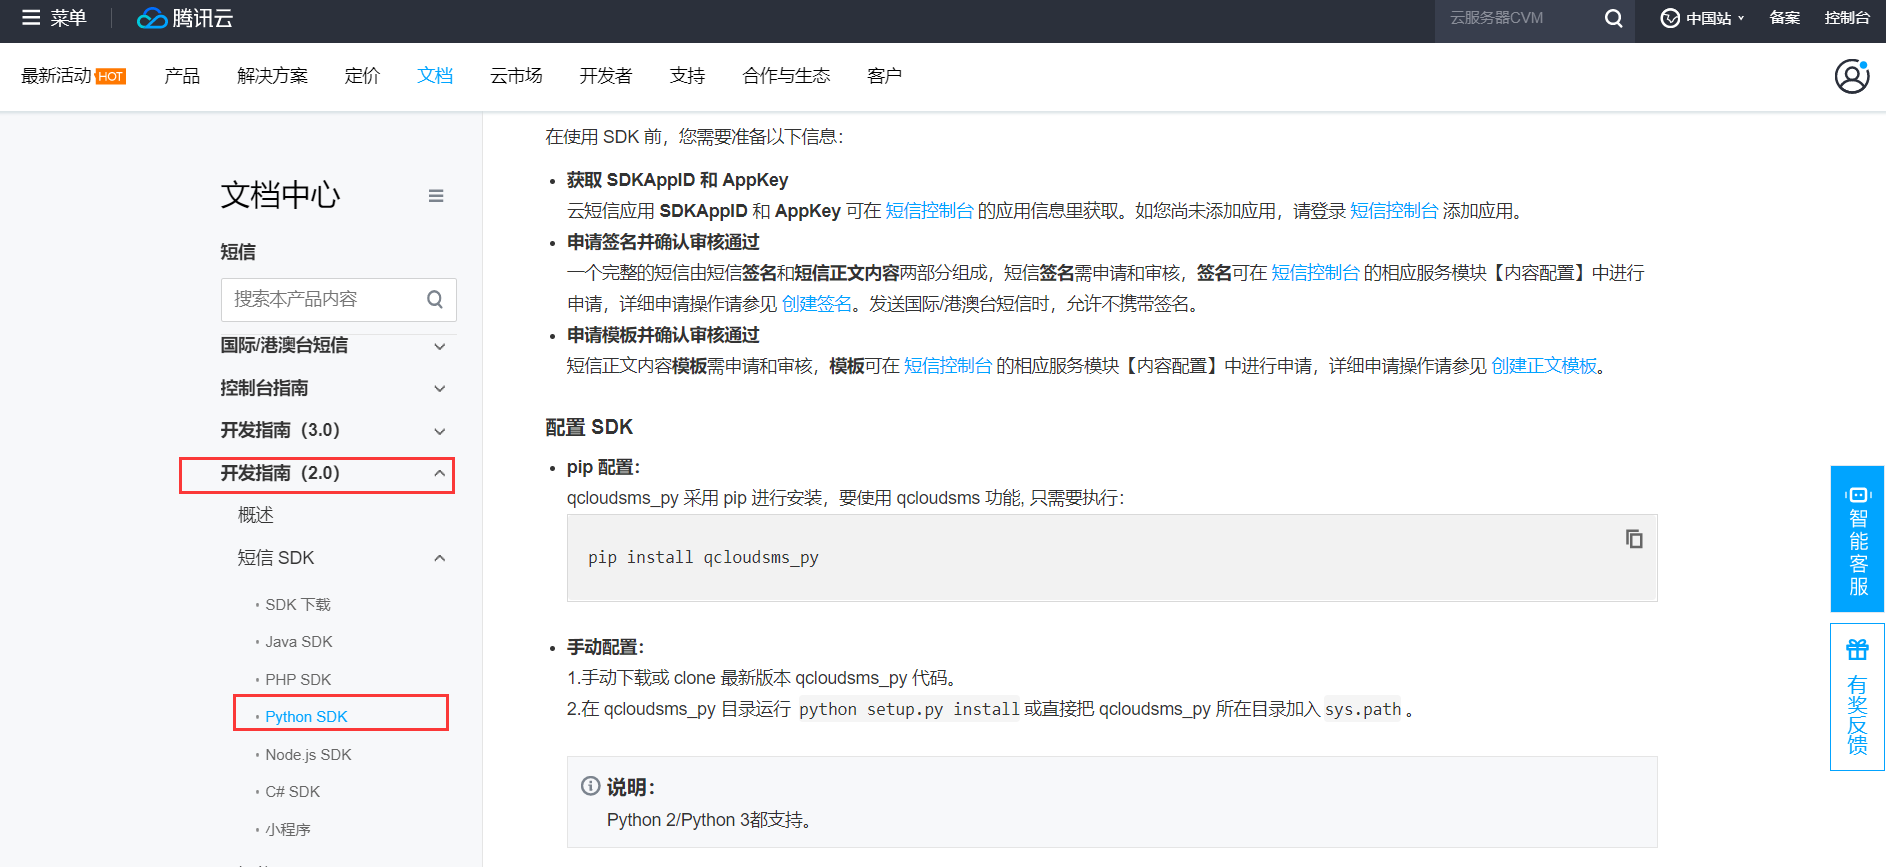 菜单
腾讯云
云服务器CVM
中国站
备案
控制台
最新活动 HOT
产品
解决方案
定价
文档
云市场
开发者
支持
合作与生态
客户
文档中心
短信
搜索本产品内容
国际/港澳台短信
控制台指南
开发指南（3.0）
开发指南（2.0）
概述
短信 SDK
SDK 下载
Java SDK
PHP SDK
Python SDK
Node.js SDK
C# SDK
小程序
在使用 SDK 前，您需要准备以下信息：
• 获取 SDKAppID 和 AppKey
云短信应用 SDKAppID 和 AppKey 可在 短信控制台 的应用信息里获取。如您尚未添加应用，请登录 短信控制台 添加应用。
• 申请签名并确认审核通过
一个完整的短信由短信签名和短信正文内容两部分组成，短信签名需申请和审核，签名可在 短信控制台 的相应服务模块【内容配置】中进行
申请，详细申请操作请参见 创建签名。发送国际/港澳台短信时，允许不携带签名。
• 申请模板并确认审核通过
短信正文内容模板需申请和审核，模板可在 短信控制台 的相应服务模块【内容配置】中进行申请，详细申请操作请参见 创建正文模板。
配置 SDK
• pip 配置：
qcloudsms_py 采用 pip 进行安装，要使用 qcloudsms 功能, 只需要执行：
pip install qcloudsms_py
• 手动配置：
1.手动下载或 clone 最新版本 qcloudsms_py 代码。
2.在 qcloudsms_py 目录运行 python setup.py install 或直接把 qcloudsms_py 所在目录加入 sys.path 。
说明：
Python 2/Python 3都支持。
智能客服
有奖反馈